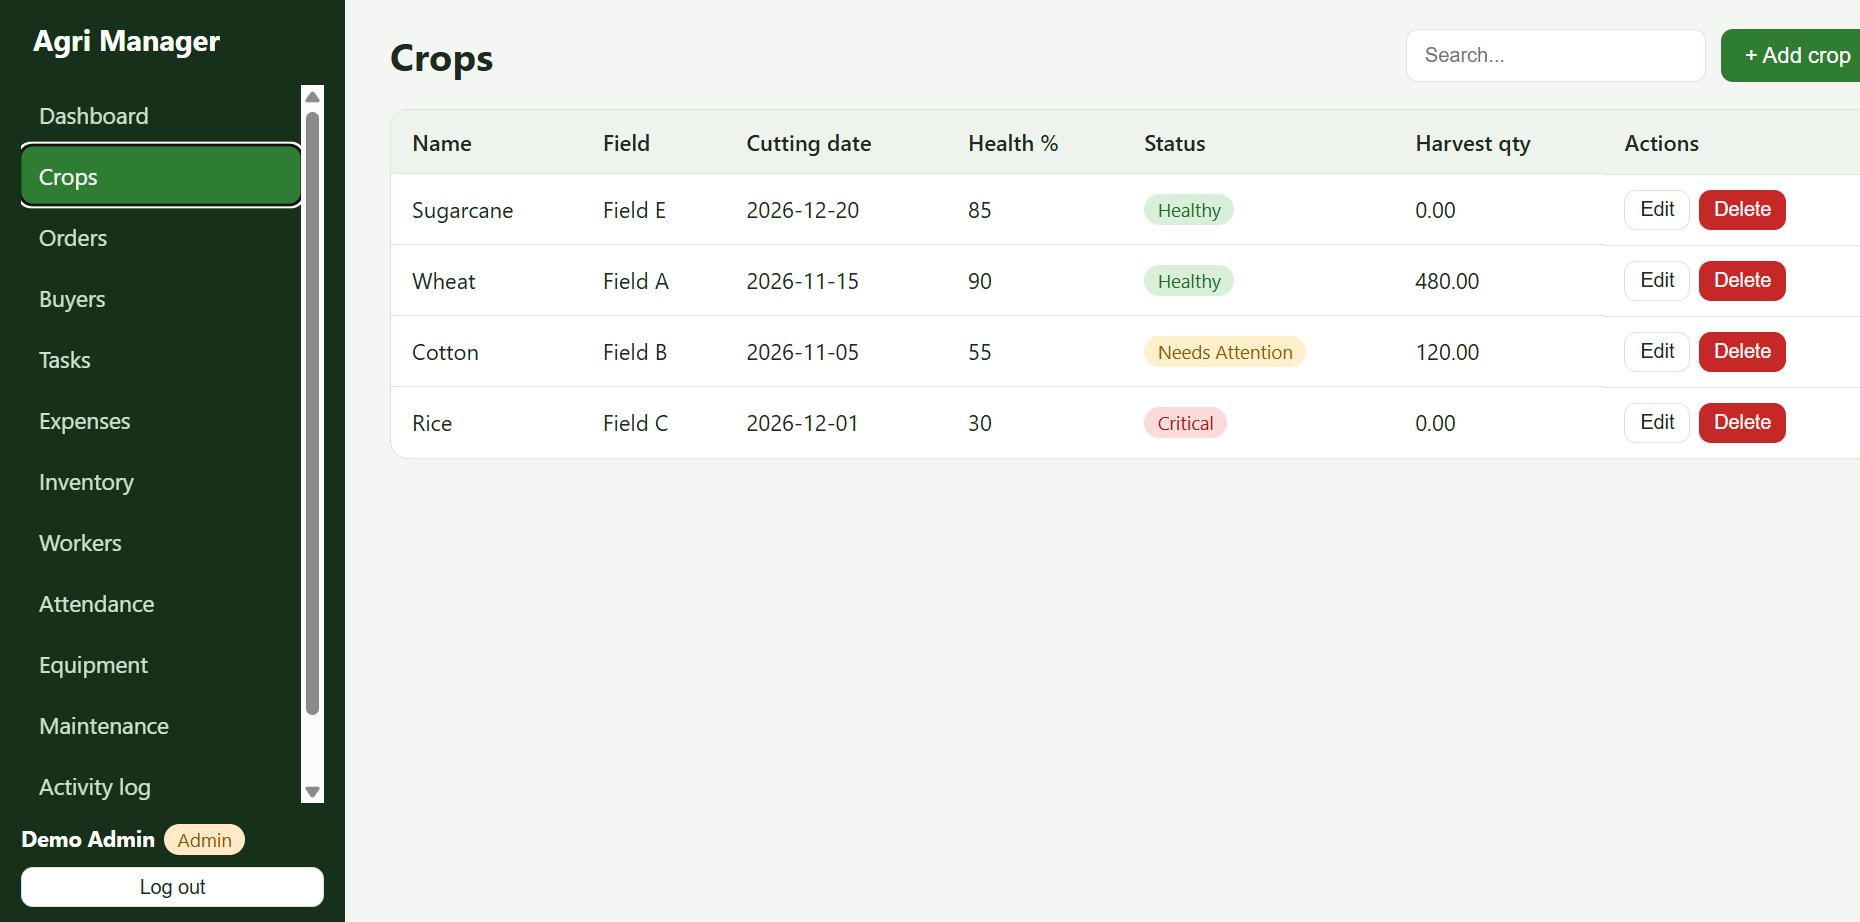 Agri Manager
Dashboard
Crops
Orders
Buyers
Tasks
Expenses
Inventory
Workers
Attendance
Equipment
Maintenance
Activity log
Demo Admin Admin
Log out
Crops
Search...
+ Add crop
Name Field Cutting date Health % Status Harvest qty Actions
Sugarcane Field E 2026-12-20 85 Healthy 0.00 Edit Delete
Wheat Field A 2026-11-15 90 Healthy 480.00 Edit Delete
Cotton Field B 2026-11-05 55 Needs Attention 120.00 Edit Delete
Rice Field C 2026-12-01 30 Critical 0.00 Edit Delete